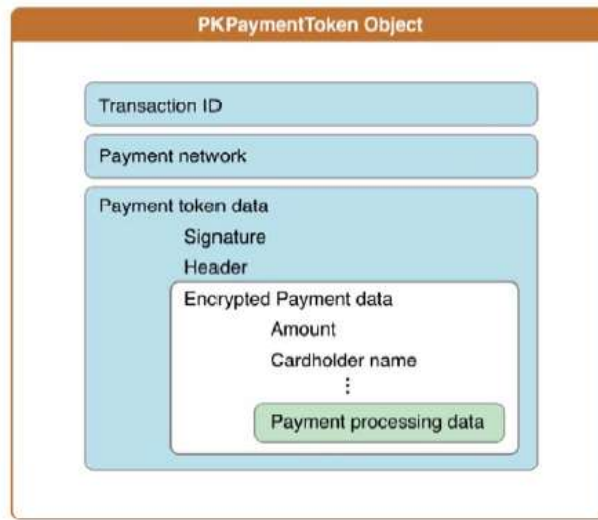 PKPaymentToken Object
Transaction ID
Payment network
Payment token data
Signature
Header
Encrypted Payment data
Amount
Cardholder name
⋮
Payment processing data